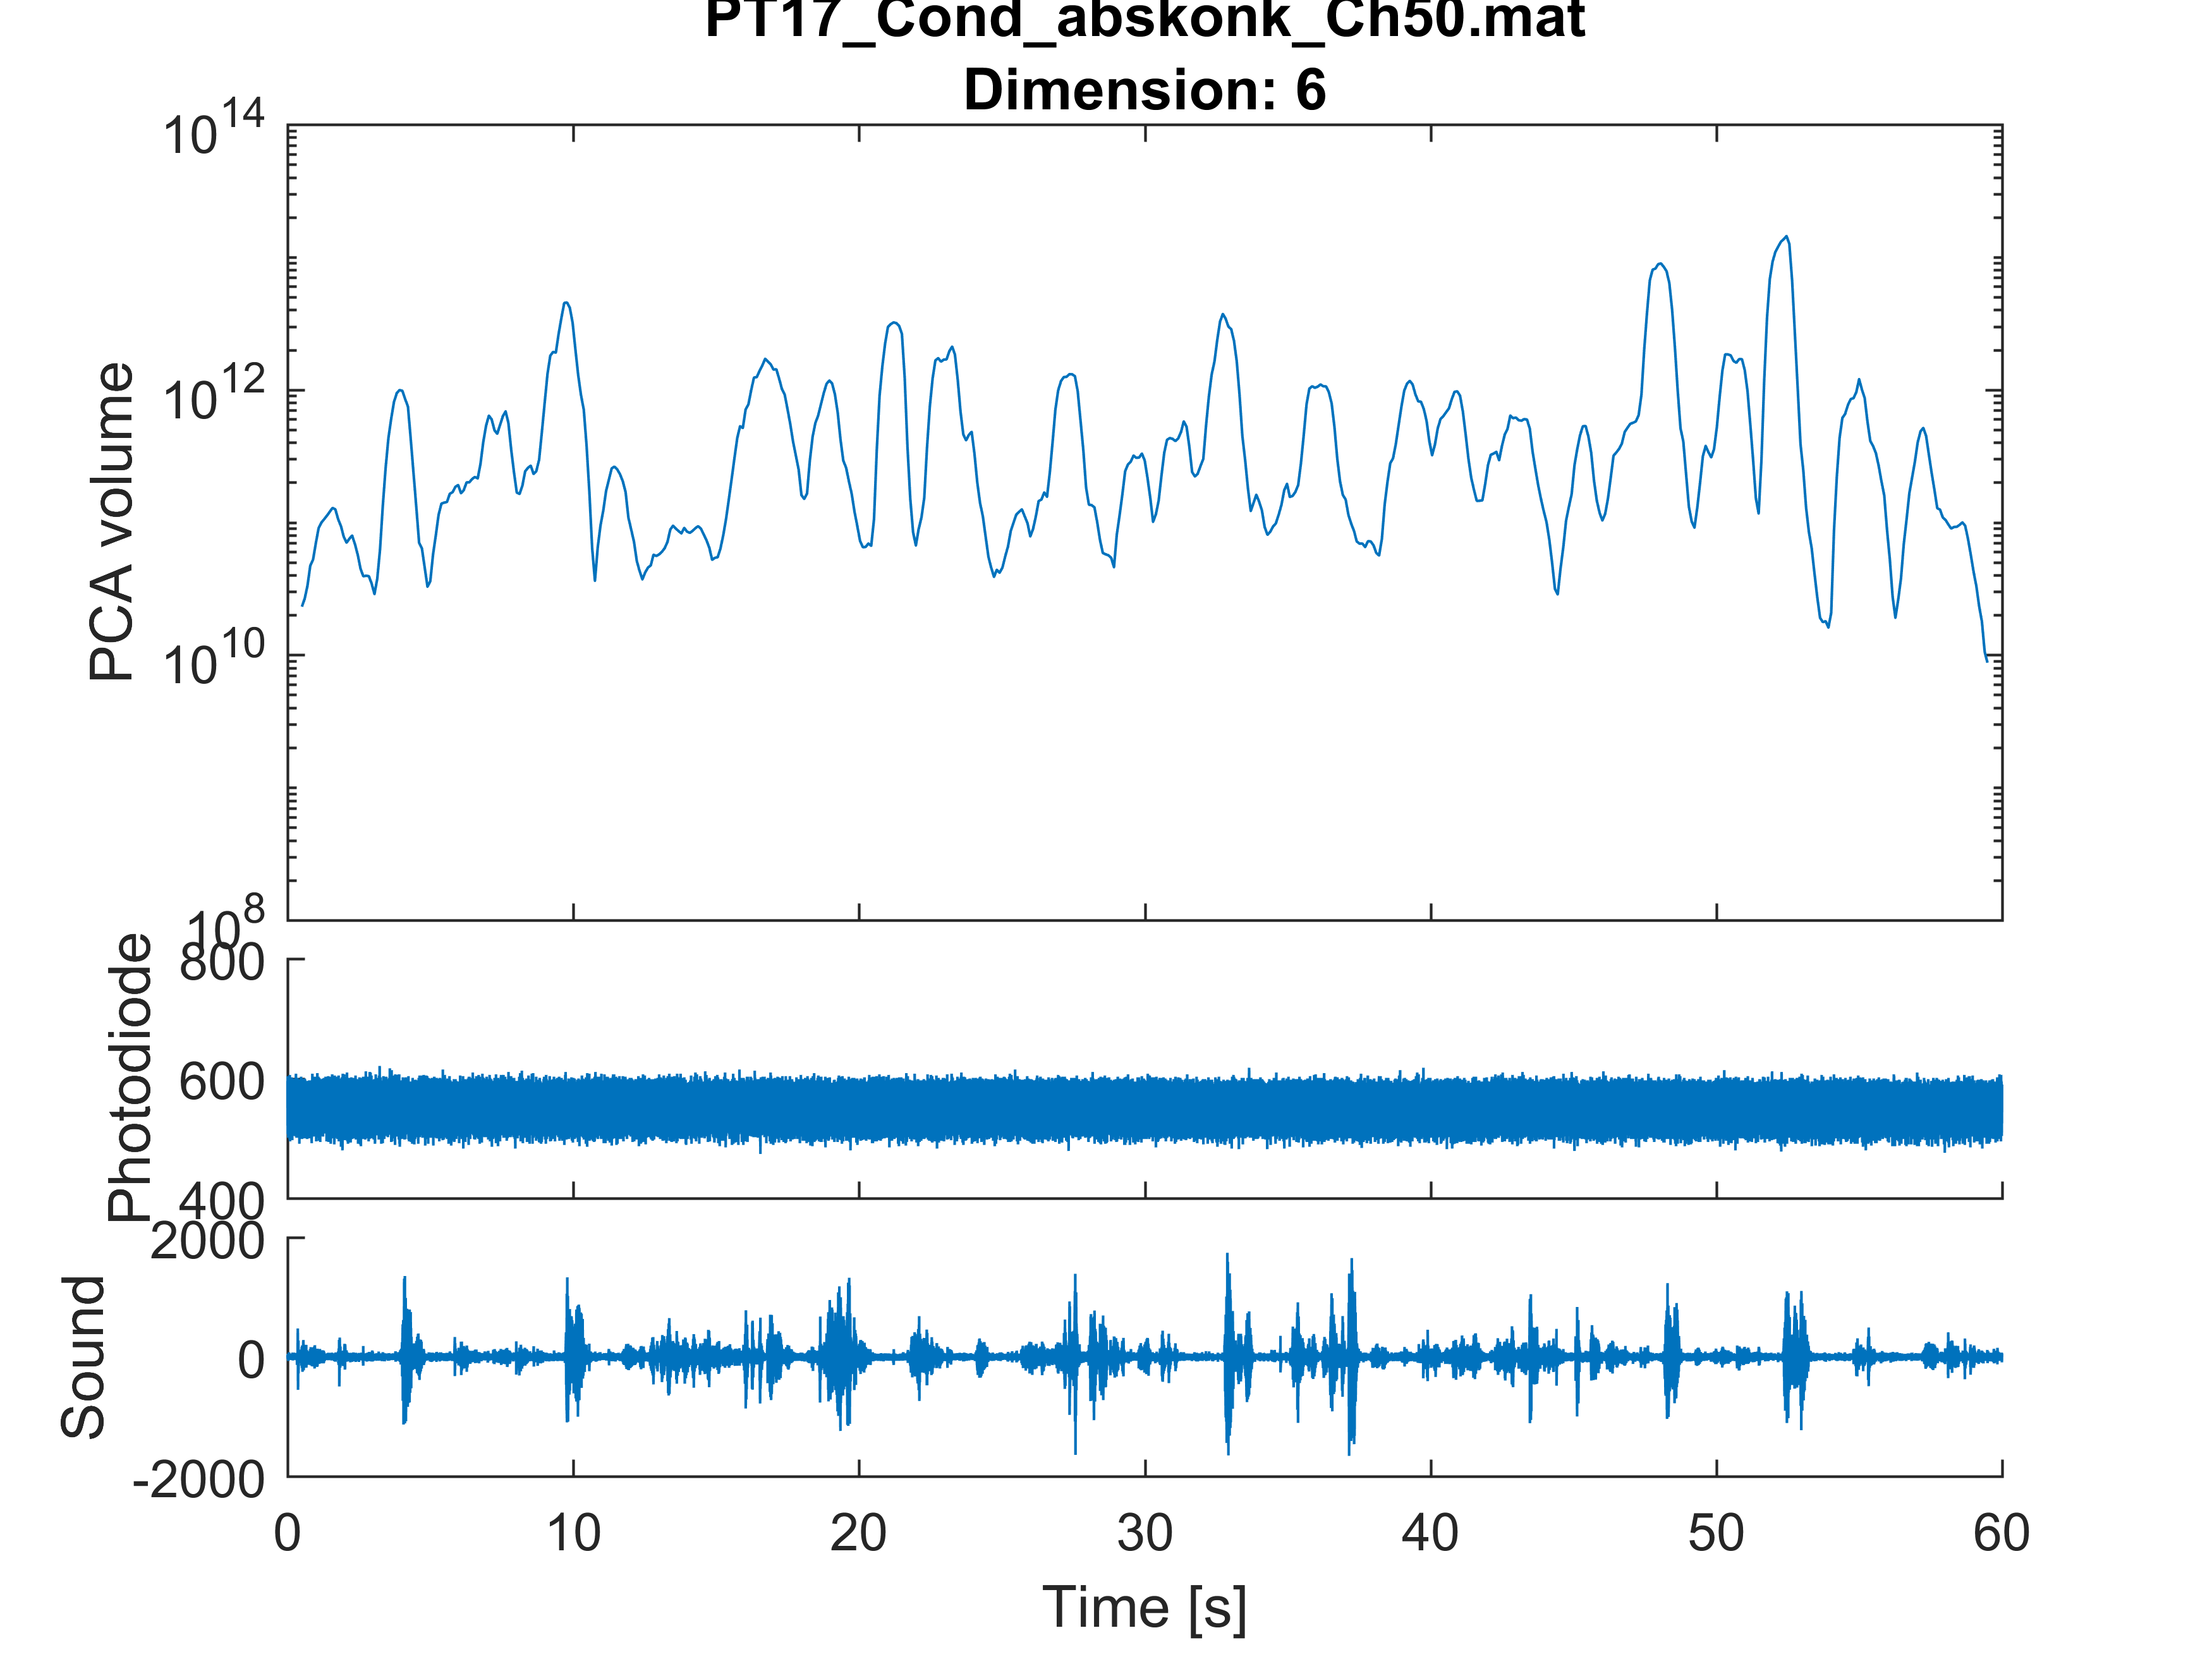 PT17_Cond_abskonk_Ch50.mat
Dimension: 6
PCA volume
10^14
10^12
10^10
10^8
Photodiode
800
600
400
Sound
2000
0
-2000
0 10 20 30 40 50 60
Time [s]